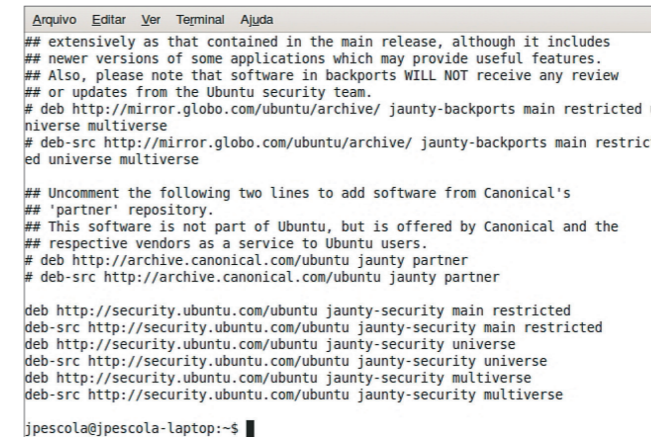 Arquivo Editar Ver Terminal Ajuda
## extensively as that contained in the main release, although it includes
## newer versions of some applications which may provide useful features.
## Also, please note that software in backports WILL NOT receive any review
## or updates from the Ubuntu security team.
# deb http://mirror.globo.com/ubuntu/archive/ jaunty-backports main restricted
niverse multiverse
# deb-src http://mirror.globo.com/ubuntu/archive/ jaunty-backports main restric
ed universe multiverse
## Uncomment the following two lines to add software from Canonical's
## 'partner' repository.
## This software is not part of Ubuntu, but is offered by Canonical and the
## respective vendors as a service to Ubuntu users.
# deb http://archive.canonical.com/ubuntu jaunty partner
# deb-src http://archive.canonical.com/ubuntu jaunty partner
deb http://security.ubuntu.com/ubuntu jaunty-security main restricted
deb-src http://security.ubuntu.com/ubuntu jaunty-security main restricted
deb http://security.ubuntu.com/ubuntu jaunty-security universe
deb-src http://security.ubuntu.com/ubuntu jaunty-security universe
deb http://security.ubuntu.com/ubuntu jaunty-security multiverse
deb-src http://security.ubuntu.com/ubuntu jaunty-security multiverse
jpescola@jpescola-laptop:~$